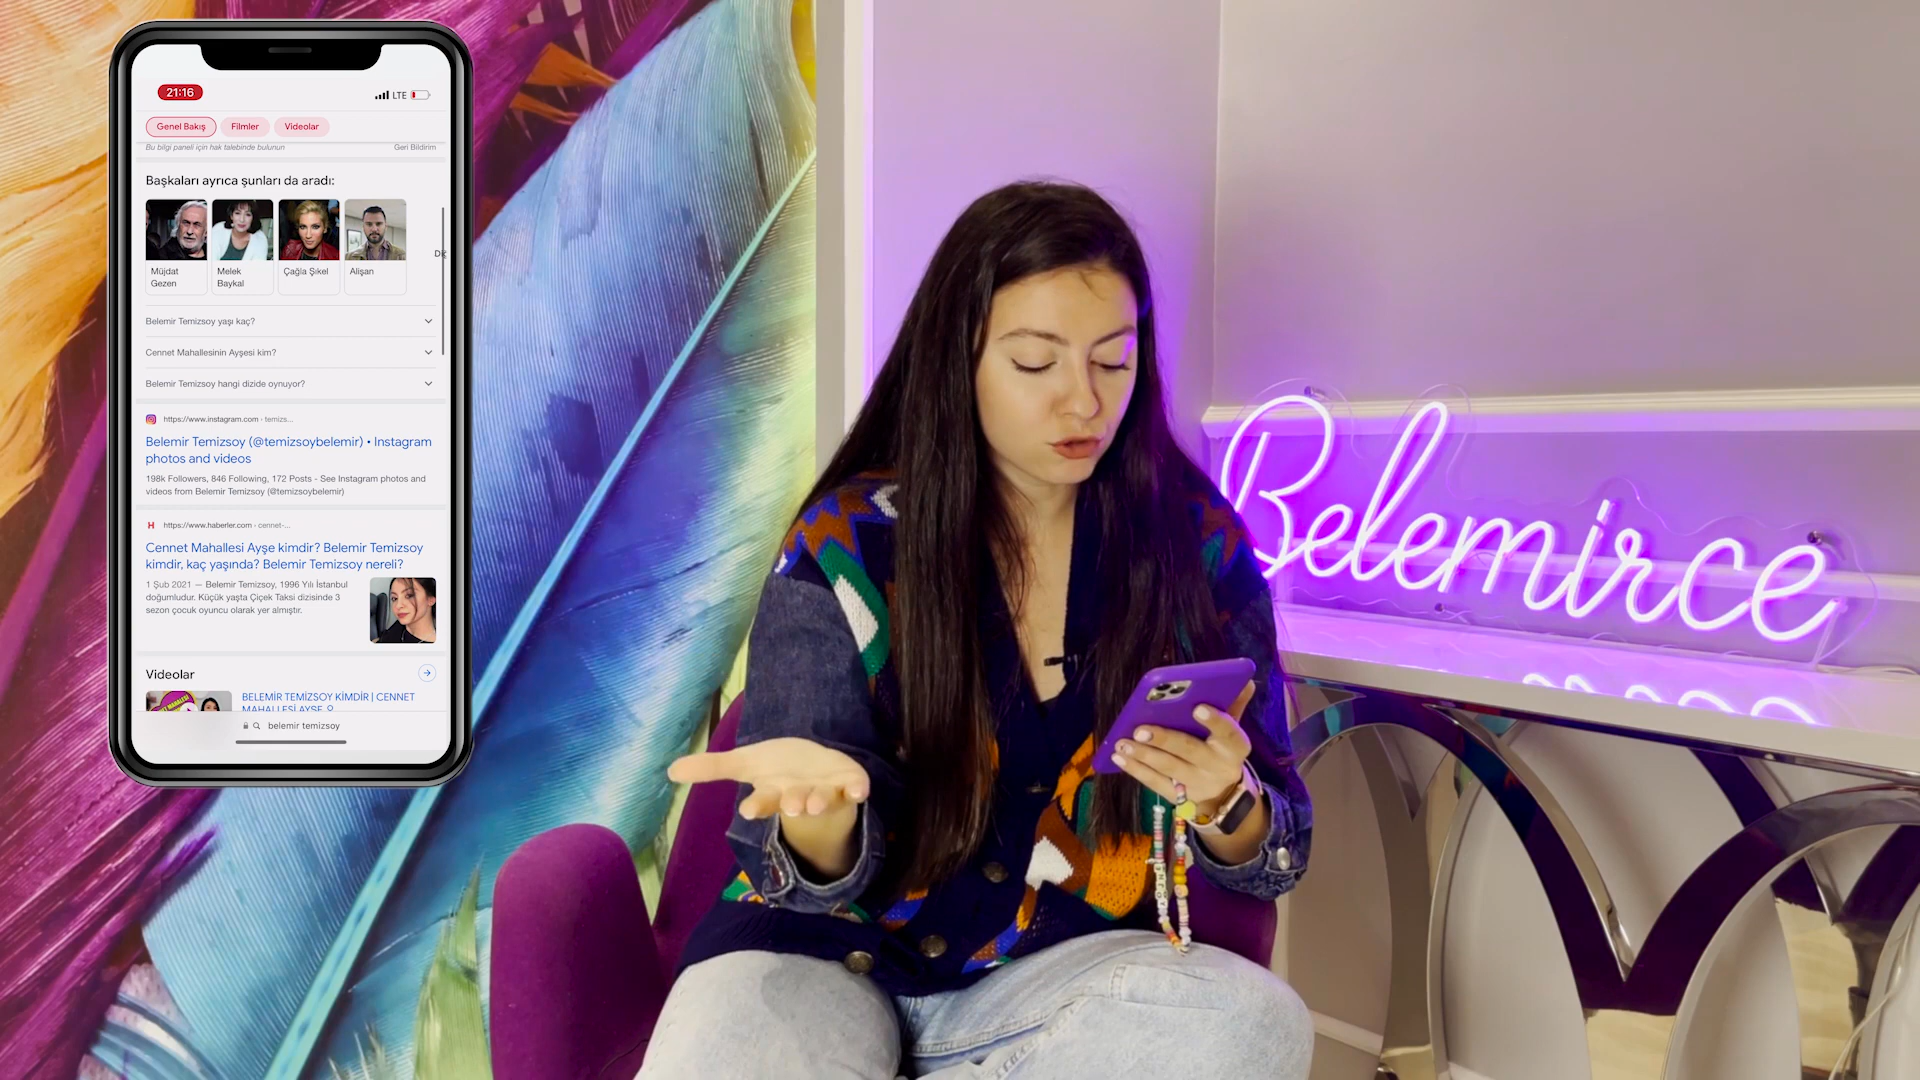 21:16
LTE
Genel Bakış
Filmler
Videolar
Bu bilgi paneli için hak talebinde bulunun
Geri Bildirim
Başkaları ayrıca şunları da aradı:
Müjdat
Gezen
Melek
Baykal
Çağla Şıkel
Alişan
Belemir Temizsoy yaşı kaç?
Cennet Mahallesinin Ayşesi kim?
Belemir Temizsoy hangi dizide oynuyor?
https://www.instagram.com › temizs...
Belemir Temizsoy (@temizsoybelemir) • Instagram
photos and videos
198k Followers, 846 Following, 172 Posts - See Instagram photos and
videos from Belemir Temizsoy (@temizsoybelemir)
H
https://www.haberler.com › cennet-...
Cennet Mahallesi Ayşe kimdir? Belemir Temizsoy
kimdir, kaç yaşında? Belemir Temizsoy nereli?
1 Şub 2021 — Belemir Temizsoy, 1996 Yılı İstanbul
doğumludur. Küçük yaşta Çiçek Taksi dizisinde 3
sezon çocuk oyuncu olarak yer almıştır.
Videolar
BELEMİR TEMİZSOY KİMDİR | CENNET
MAHALLESİ AYŞE
belemir temizsoy
Belemirce